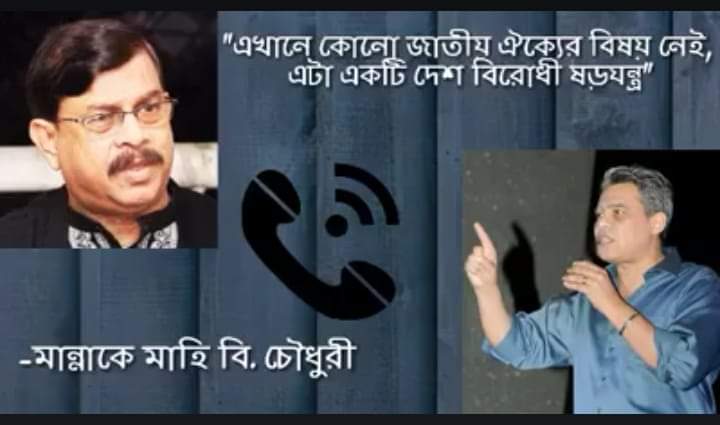 "এখানে কোনো জাতীয় ঐক্যের বিষয় নেই,
এটা একটি দেশ বিরোধী ষড়যন্ত্র"
-মান্নাকে মাহি বি. চৌধুরী